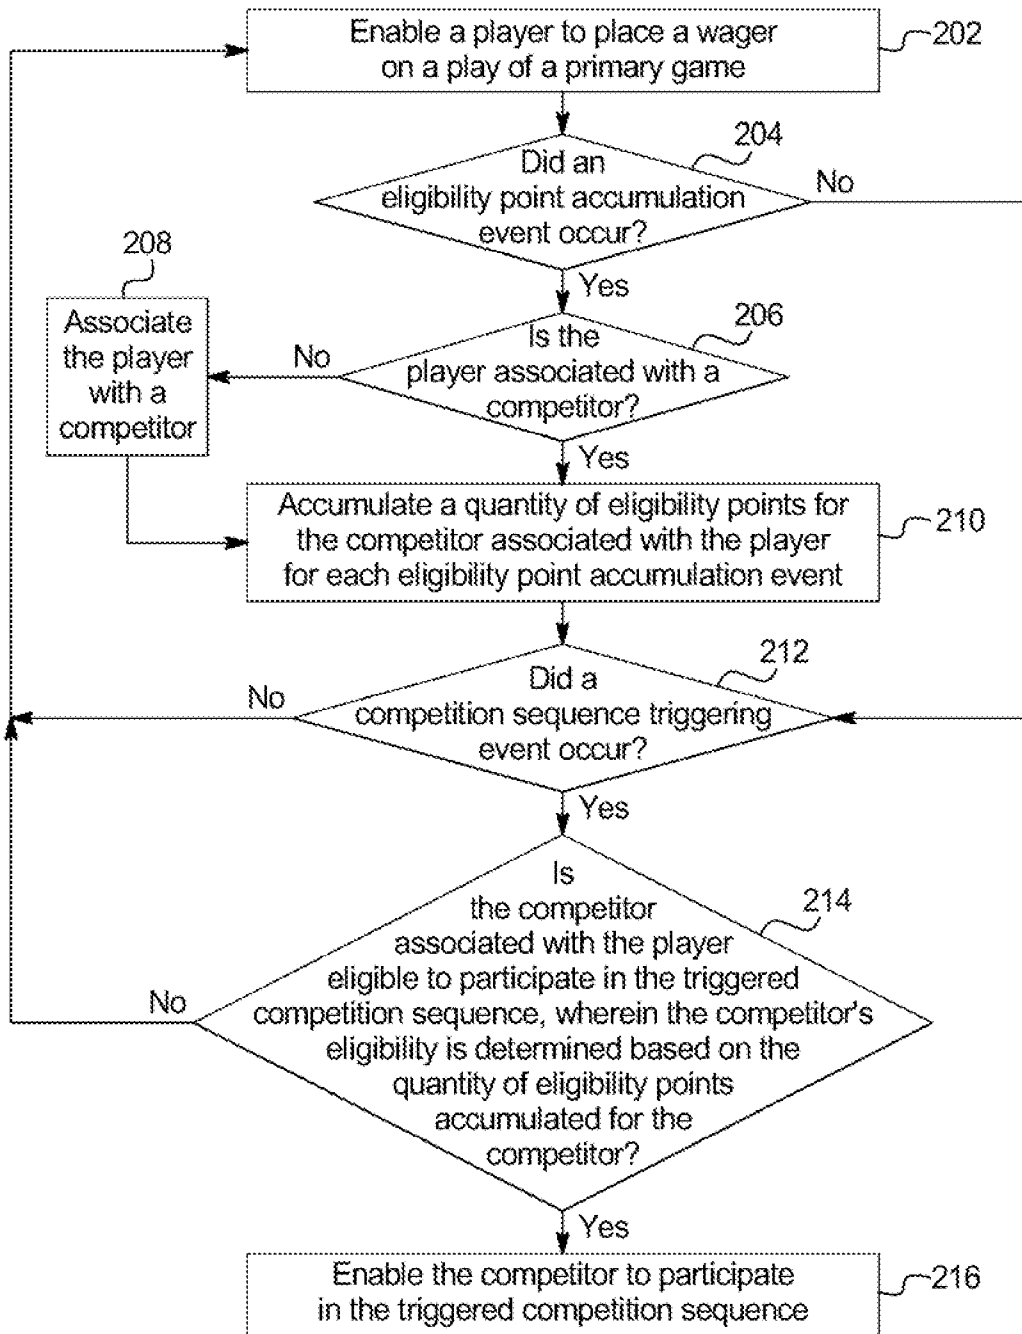 Enable a player to place a wager
on a play of a primary game
202
204
Did an
eligibility point accumulation
event occur?
No
Yes
208
Associate
the player
with a
competitor
206
Is the
player associated with a
competitor?
No
Yes
Accumulate a quantity of eligibility points for
the competitor associated with the player
for each eligibility point accumulation event
210
212
Did a
competition sequence triggering
event occur?
No
Yes
214
Is
the competitor
associated with the player
eligible to participate in the triggered
competition sequence, wherein the competitor's
eligibility is determined based on the
quantity of eligibility points
accumulated for the
competitor?
No
Yes
Enable the competitor to participate
in the triggered competition sequence
216